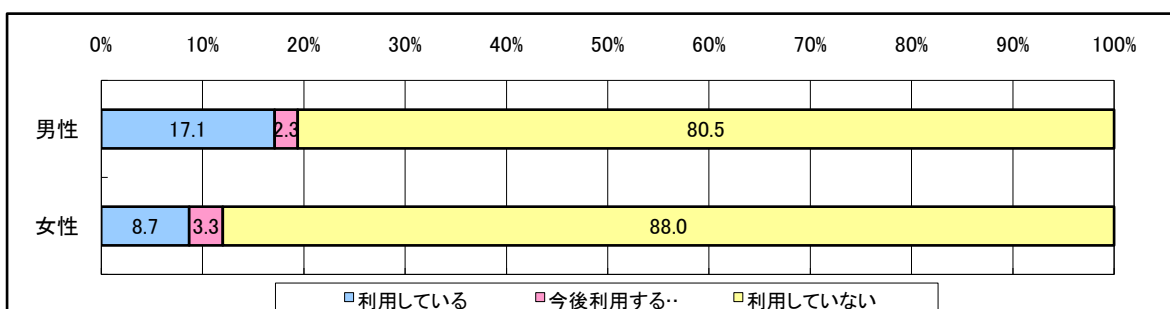 0% 10% 20% 30% 40% 50% 60% 70% 80% 90% 100%
男性 17.1 2.3 80.5
女性 8.7 3.3 88.0
利用している 今後利用する‥ 利用していない